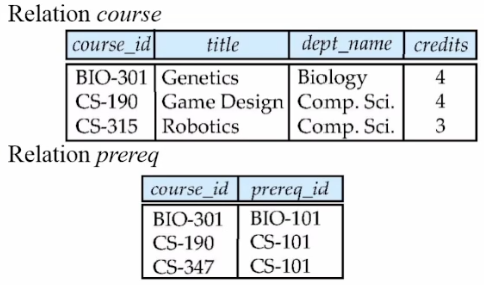 Relation course
course_id title dept_name credits
BIO-301 Genetics Biology 4
CS-190 Game Design Comp. Sci. 4
CS-315 Robotics Comp. Sci. 3
Relation prereq
course_id prereq_id
BIO-301 BIO-101
CS-190 CS-101
CS-347 CS-101